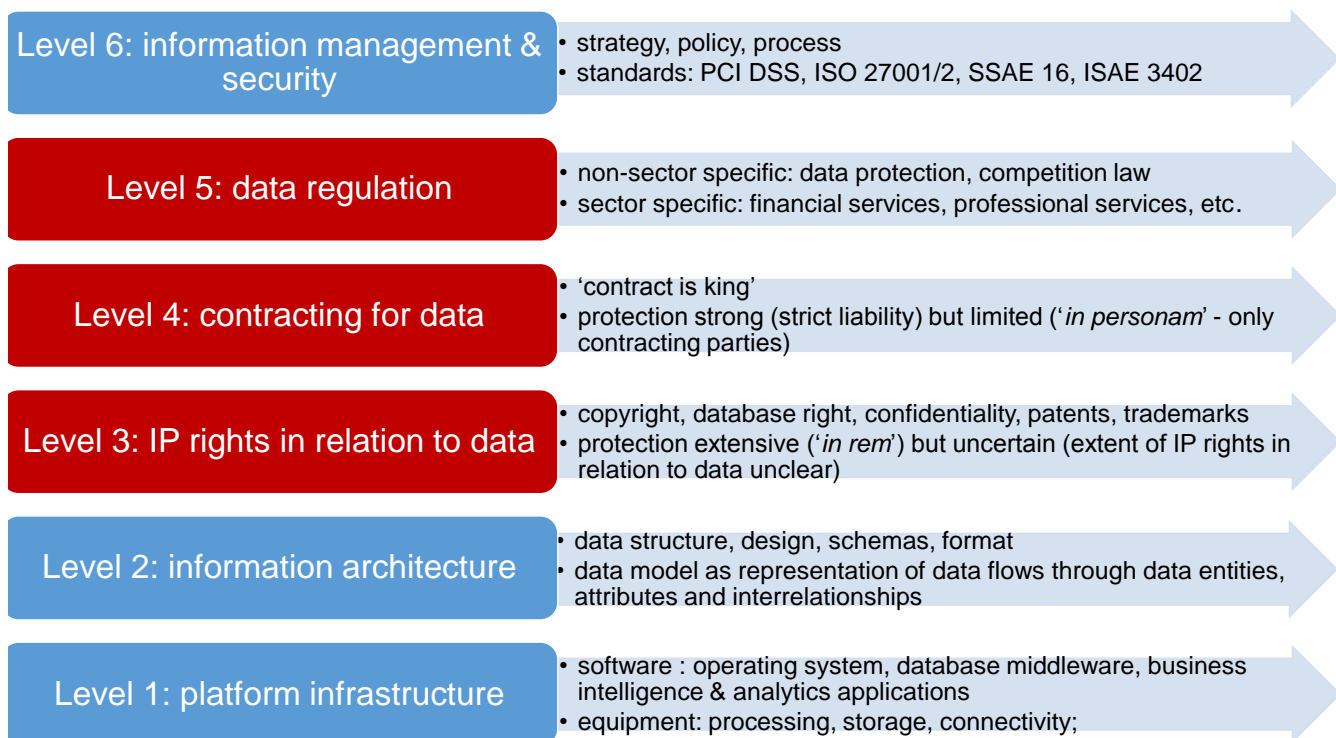 Level 6: information management &
security
• strategy, policy, process
• standards: PCI DSS, ISO 27001/2, SSAE 16, ISAE 3402
Level 5: data regulation
• non-sector specific: data protection, competition law
• sector specific: financial services, professional services, etc.
Level 4: contracting for data
• ‘contract is king’
• protection strong (strict liability) but limited (‘in personam’ - only
contracting parties)
Level 3: IP rights in relation to data
• copyright, database right, confidentiality, patents, trademarks
• protection extensive (‘in rem’) but uncertain (extent of IP rights in
relation to data unclear)
Level 2: information architecture
• data structure, design, schemas, format
• data model as representation of data flows through data entities,
attributes and interrelationships
Level 1: platform infrastructure
• software : operating system, database middleware, business
intelligence & analytics applications
• equipment: processing, storage, connectivity;